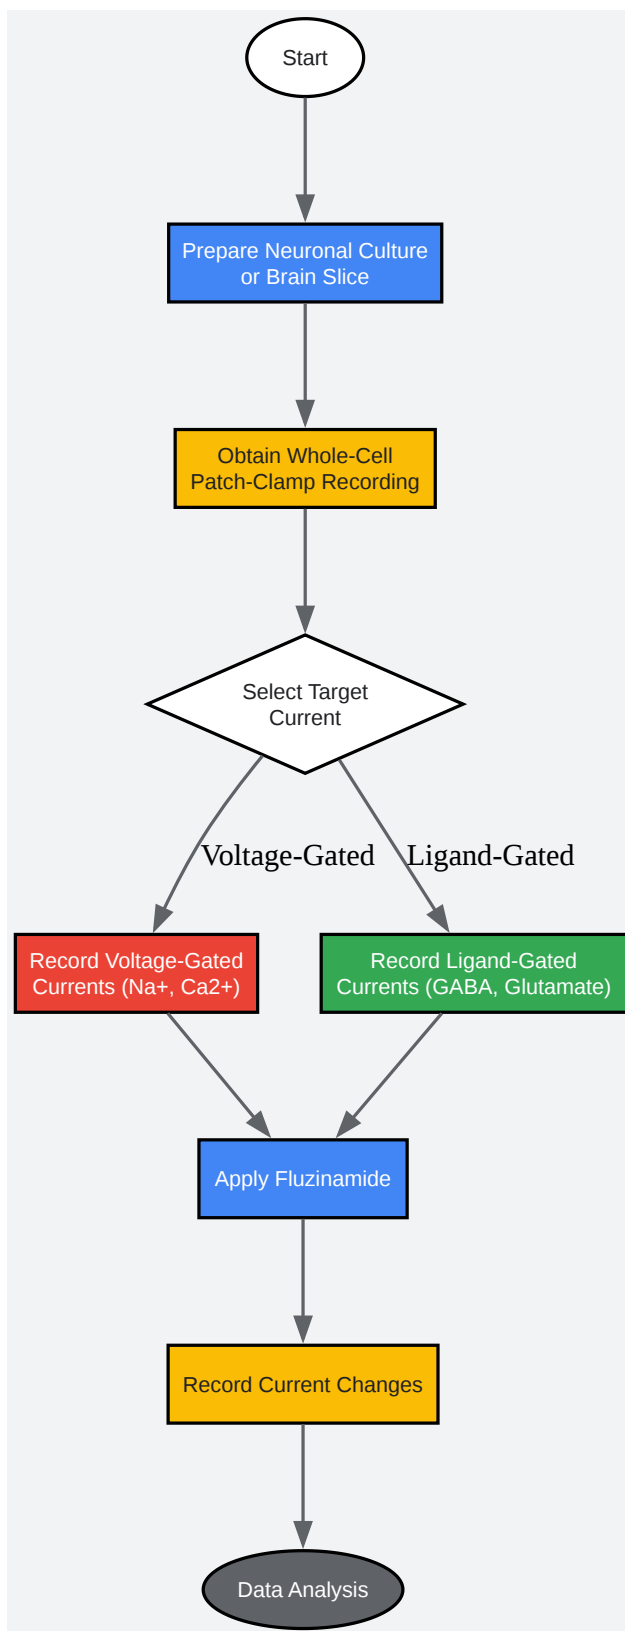 Start
Prepare Neuronal Culture
or Brain Slice
Obtain Whole-Cell
Patch-Clamp Recording
Select Target
Current
Voltage-Gated
Ligand-Gated
Record Voltage-Gated
Currents (Na+, Ca2+)
Record Ligand-Gated
Currents (GABA, Glutamate)
Apply Fluzinamide
Record Current Changes
Data Analysis